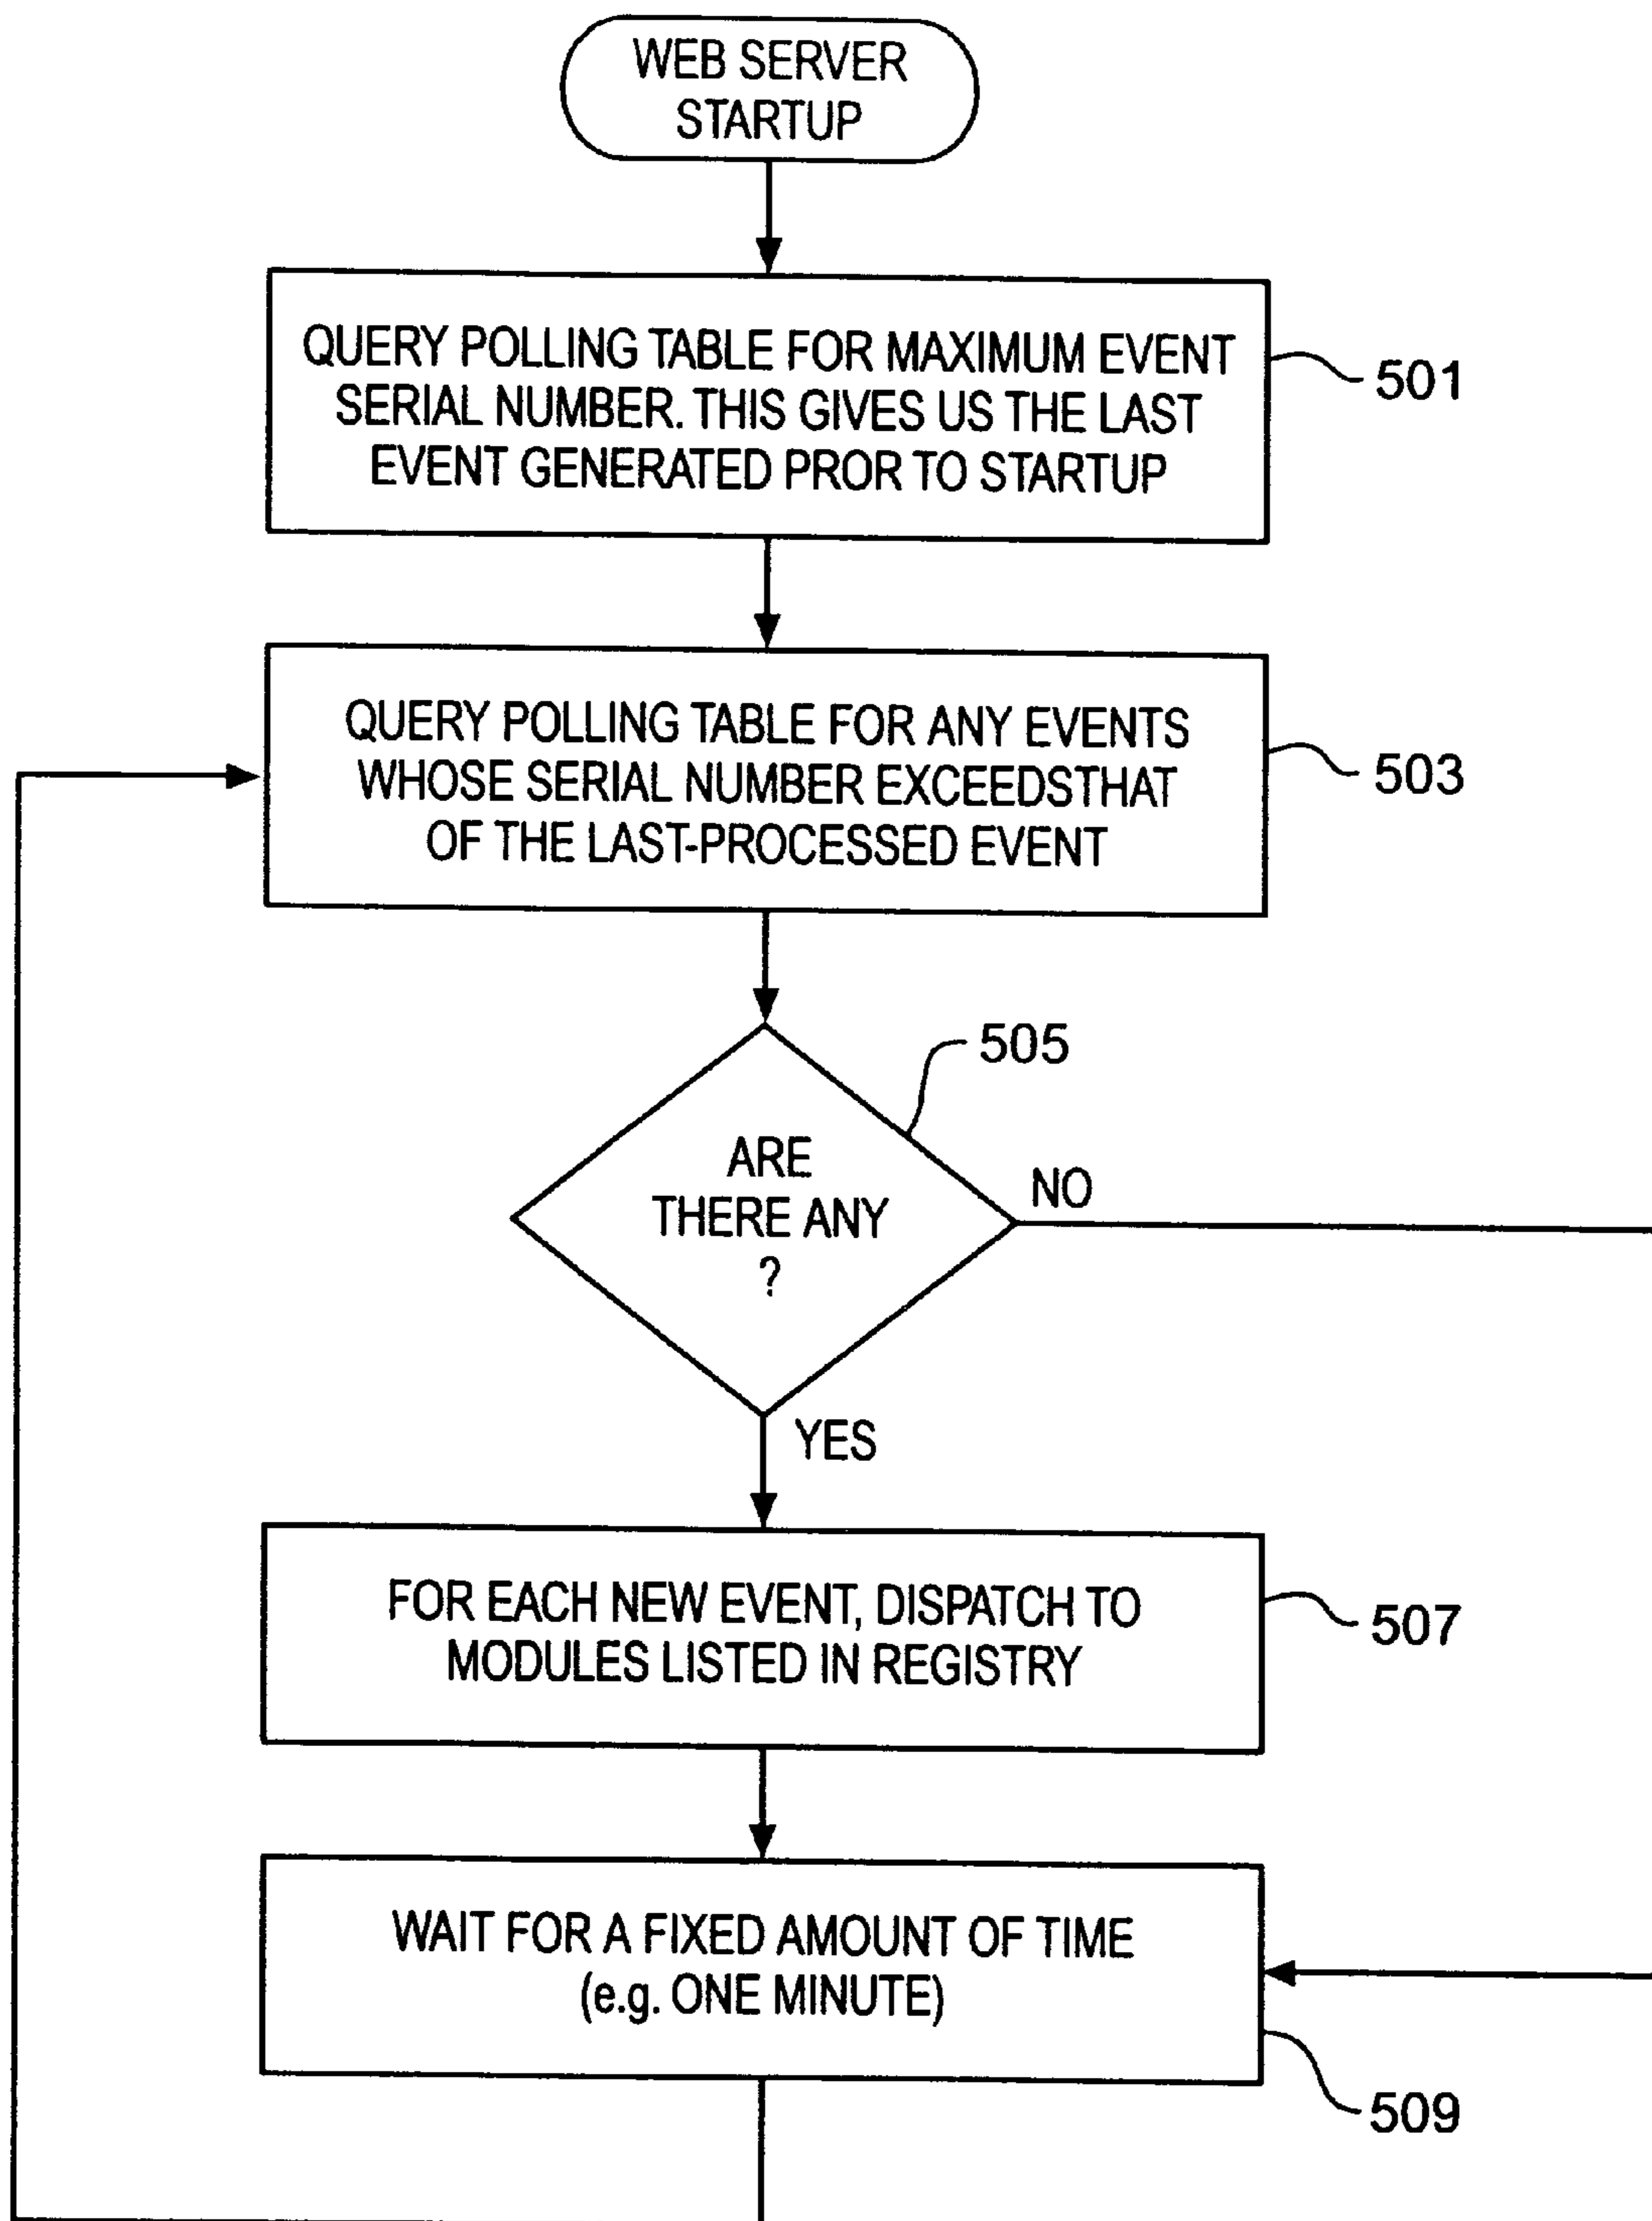 WEB SERVER
STARTUP
QUERY POLLING TABLE FOR MAXIMUM EVENT
SERIAL NUMBER. THIS GIVES US THE LAST
EVENT GENERATED PROR TO STARTUP
501
QUERY POLLING TABLE FOR ANY EVENTS
WHOSE SERIAL NUMBER EXCEEDSTHAT
OF THE LAST-PROCESSED EVENT
503
505
ARE
THERE ANY
?
NO
YES
FOR EACH NEW EVENT, DISPATCH TO
MODULES LISTED IN REGISTRY
507
WAIT FOR A FIXED AMOUNT OF TIME
(e.g. ONE MINUTE)
509